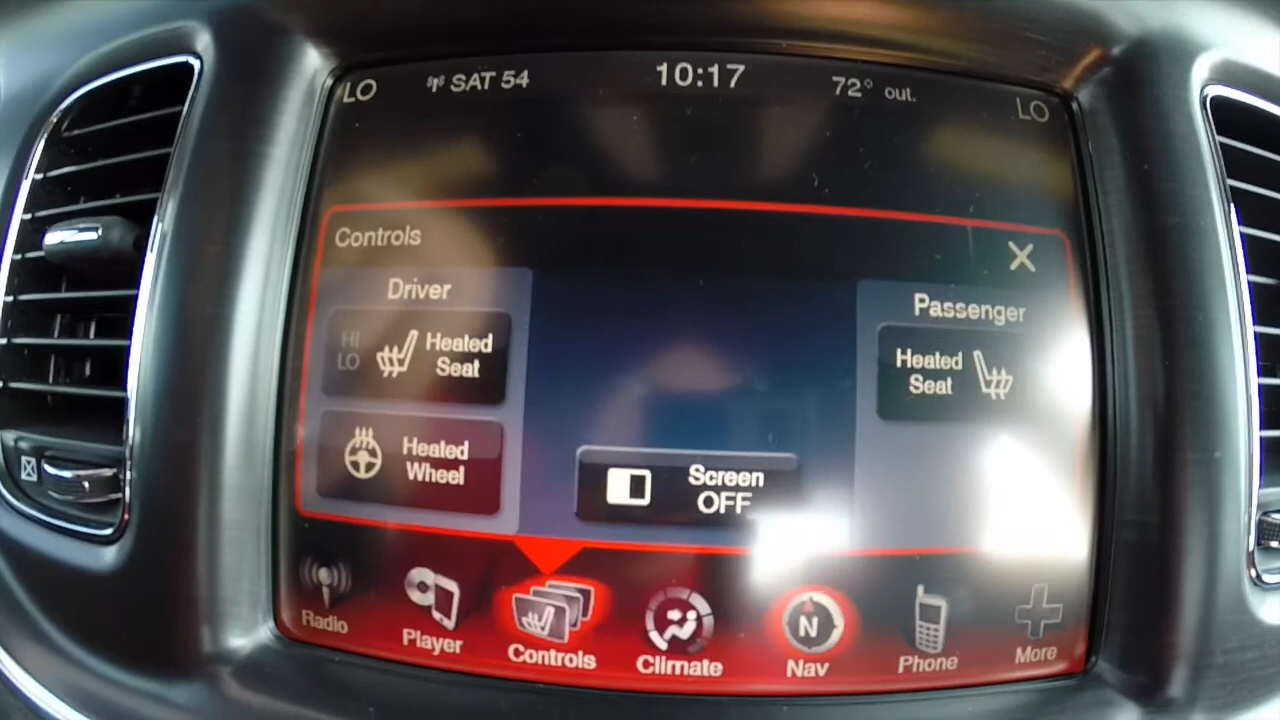 LO SAT 54 10:17 72° out. LO
Controls X
Driver
Passenger
HI
LO
Heated
Seat
Heated
Seat
Heated
Wheel
Screen
OFF
N
Radio Player Controls Climate Nav Phone More